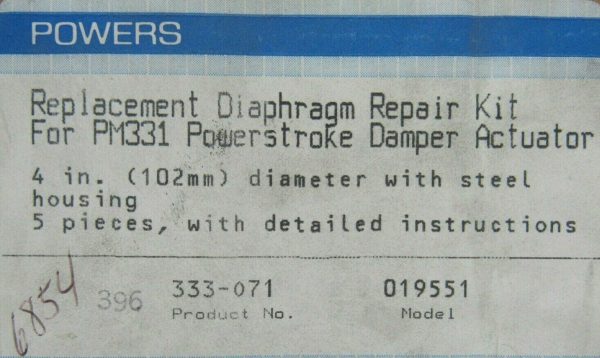 POWERS
Replacement Diaphragm Repair Kit
For PM331 Powerstroke Damper Actuator
4 in. (102mm) diameter with steel
housing
5 pieces, with detailed instructions
6854
396
333-071
019551
Product No.
Model